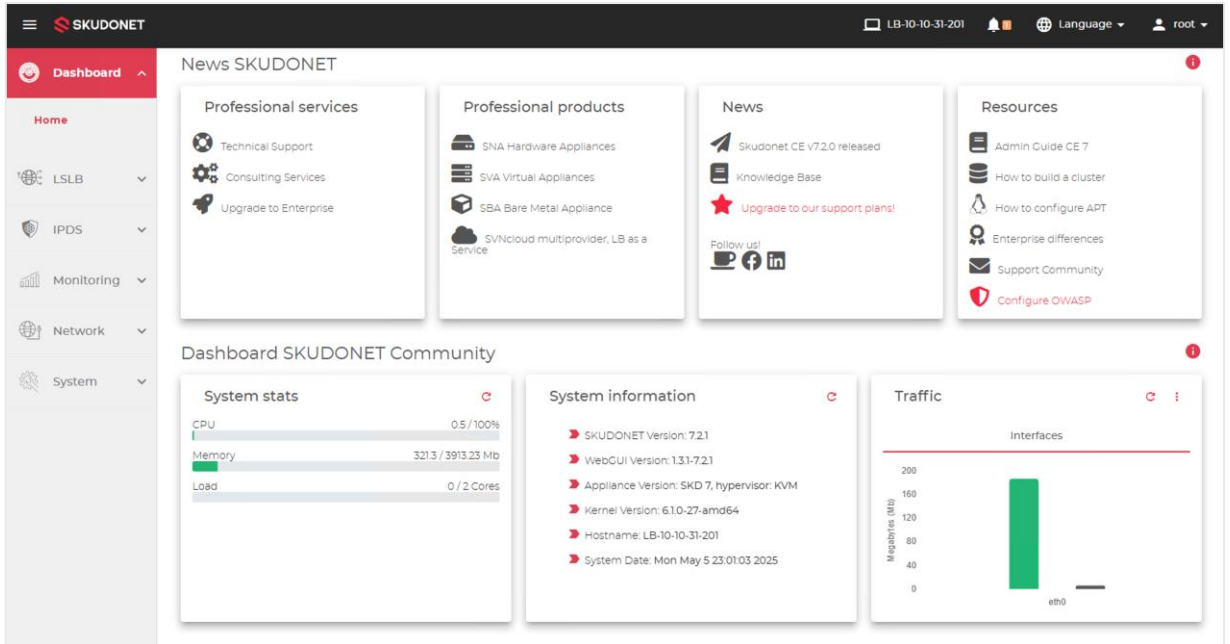 SKUDONET
LB-10-10-31-201
Language
root
Dashboard
Home
LSLB
IPDS
Monitoring
Network
System
News SKUDONET
Professional services
Technical Support
Consulting Services
Upgrade to Enterprise
Professional products
SNA Hardware Appliances
SVA Virtual Appliances
SBA Bare Metal Appliance
SVNcloud multiprovider, LB as a
Service
News
Skudonet CE v7.2.0 released
Knowledge Base
Upgrade to our support plans!
Follow us!
Resources
Admin Guide CE 7
How to build a cluster
How to configure APT
Enterprise differences
Support Community
Configure OWASP
Dashboard SKUDONET Community
System stats
CPU 0.5 / 100%
Memory 321.3 / 3913.23 Mb
Load 0 / 2 Cores
System information
SKUDONET Version: 7.2.1
WebGUI Version: 1.3.1-7.2.1
Appliance Version: SKD 7, hypervisor: KVM
Kernel Version: 6.1.0-27-amd64
Hostname: LB-10-10-31-201
System Date: Mon May 5 23:01:03 2025
Traffic
Interfaces
Megabytes (Mb)
200
160
120
80
40
0
eth0